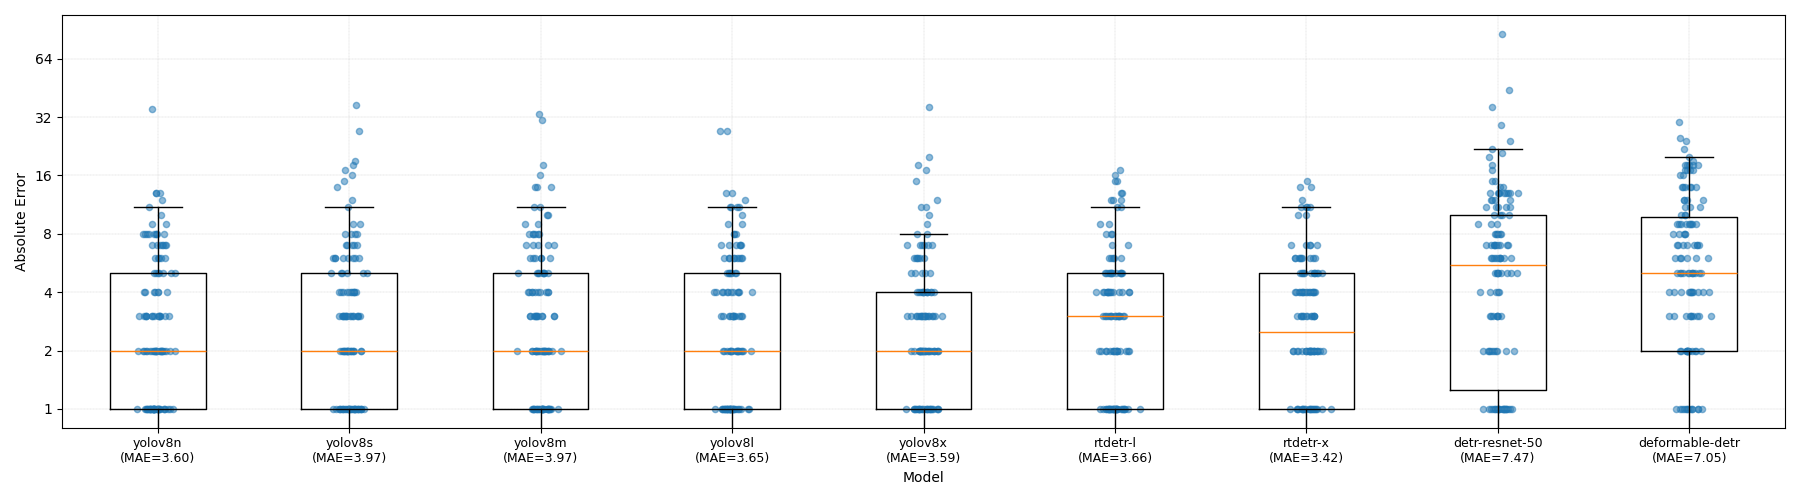 Absolute Error
64
32
16
8
4
2
1
yolov8n yolov8s yolov8m yolov8l yolov8x rtdetr-l rtdetr-x detr-resnet-50 deformable-detr
(MAE=3.60) (MAE=3.97) (MAE=3.97) (MAE=3.65) (MAE=3.59) (MAE=3.66) (MAE=3.42) (MAE=7.47) (MAE=7.05)
Model